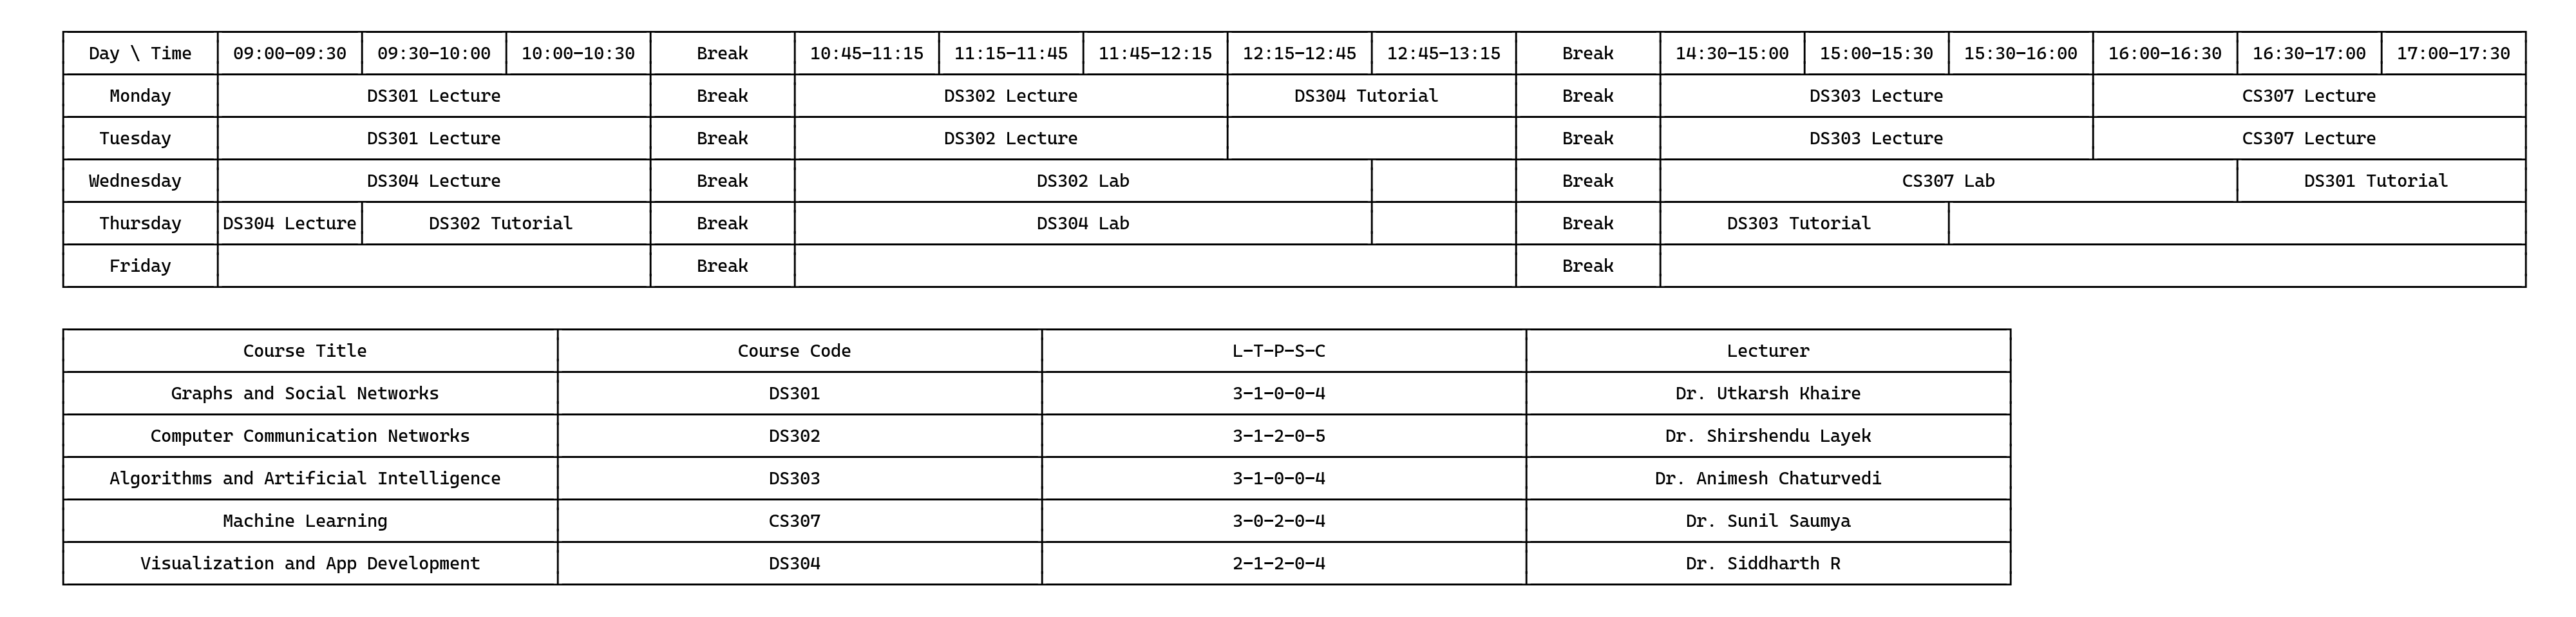 Day \ Time 09:00-09:30 09:30-10:00 10:00-10:30 Break 10:45-11:15 11:15-11:45 11:45-12:15 12:15-12:45 12:45-13:15 Break 14:30-15:00 15:00-15:30 15:30-16:00 16:00-16:30 16:30-17:00 17:00-17:30
Monday DS301 Lecture Break DS302 Lecture DS304 Tutorial Break DS303 Lecture CS307 Lecture
Tuesday DS301 Lecture Break DS302 Lecture Break DS303 Lecture CS307 Lecture
Wednesday DS304 Lecture Break DS302 Lab Break CS307 Lab DS301 Tutorial
Thursday DS304 Lecture DS302 Tutorial Break DS304 Lab Break DS303 Tutorial
Friday Break Break
Course Title Course Code L-T-P-S-C Lecturer
Graphs and Social Networks DS301 3-1-0-0-4 Dr. Utkarsh Khaire
Computer Communication Networks DS302 3-1-2-0-5 Dr. Shirshendu Layek
Algorithms and Artificial Intelligence DS303 3-1-0-0-4 Dr. Animesh Chaturvedi
Machine Learning CS307 3-0-2-0-4 Dr. Sunil Saumya
Visualization and App Development DS304 2-1-2-0-4 Dr. Siddharth R